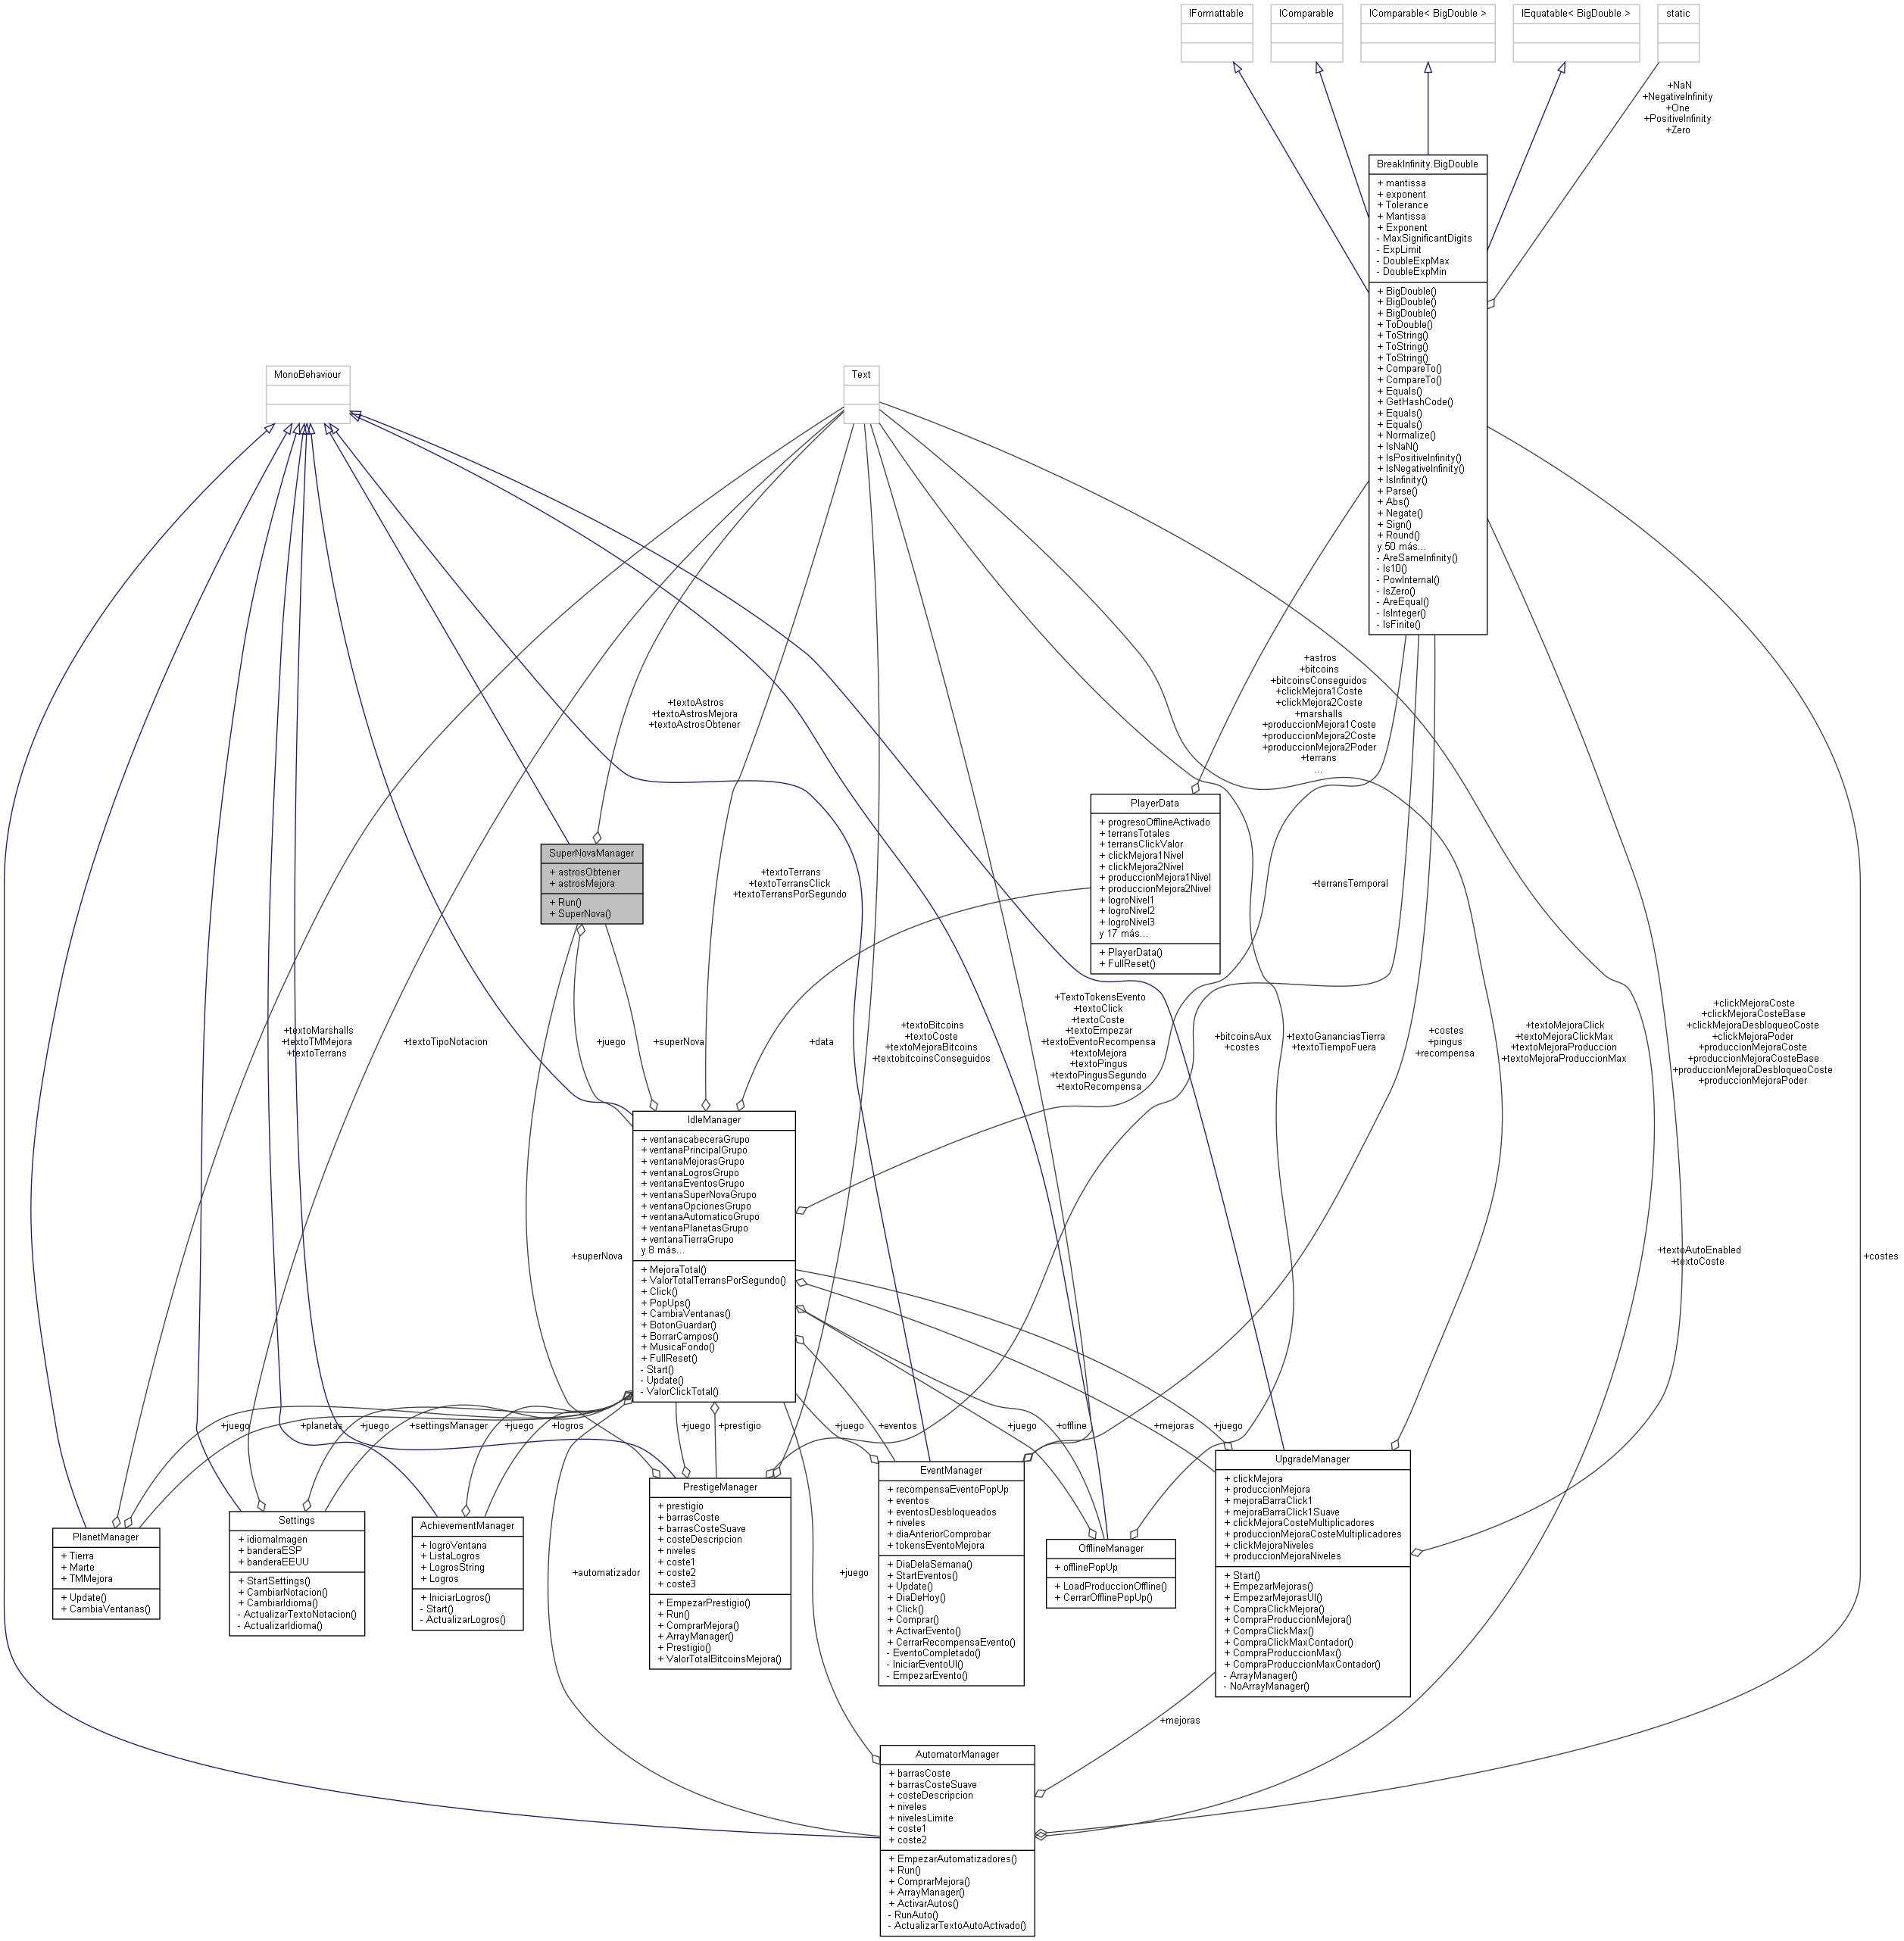 IFormattable
IComparable
IComparable< BigDouble >
IEquatable< BigDouble >
static
+NaN
+NegativeInfinity
+One
+PositiveInfinity
+Zero
BreakInfinity.BigDouble
+ mantissa
+ exponent
+ Tolerance
+ Mantissa
+ Exponent
- MaxSignificantDigits
- ExpLimit
- DoubleExpMax
- DoubleExpMin
+ BigDouble()
+ BigDouble()
+ BigDouble()
+ ToDouble()
+ ToString()
+ ToString()
+ ToString()
+ CompareTo()
+ CompareTo()
+ Equals()
+ GetHashCode()
+ Equals()
+ Equals()
+ Normalize()
+ IsNaN()
+ IsPositiveInfinity()
+ IsNegativeInfinity()
+ IsInfinity()
+ Parse()
+ Abs()
+ Negate()
+ Sign()
+ Round()
y 50 más...
- AreSameInfinity()
- Is10()
- PowInternal()
- IsZero()
- AreEqual()
- IsInteger()
- IsFinite()
MonoBehaviour
Text
+textoAstros
+textoAstrosMejora
+textoAstrosObtener
+astros
+bitcoins
+bitcoinsConseguidos
+clickMejora1Coste
+clickMejora2Coste
+marshalls
+produccionMejora1Coste
+produccionMejora2Coste
+produccionMejora2Poder
+terrans
...
PlayerData
+ progresoOfflineActivado
+ terransTotales
+ terransClickValor
+ clickMejora1Nivel
+ clickMejora2Nivel
+ produccionMejora1Nivel
+ produccionMejora2Nivel
+ logroNivel1
+ logroNivel2
+ logroNivel3
y 17 más...
+ PlayerData()
+ FullReset()
SuperNovaManager
+ astrosObtener
+ astrosMejora
+ Run()
+ SuperNova()
+textoTerrans
+textoTerransClick
+textoTerransPorSegundo
+terransTemporal
+textoMarshalls
+textoTMMejora
+textoTerrans
+textoTipoNotacion
+juego
+superNova
+data
+textoBitcoins
+textoCoste
+textoMejoraBitcoins
+textobitcoinsConseguidos
+TextoTokensEvento
+textoClick
+textoCoste
+textoEmpezar
+textoEventoRecompensa
+textoMejora
+textoPingus
+textoPingusSegundo
+textoRecompensa
+bitcoinsAux
+costes
+textoGananciasTierra
+textoTiempoFuera
+costes
+pingus
+recompensa
+textoMejoraClick
+textoMejoraClickMax
+textoMejoraProduccion
+textoMejoraProduccionMax
+clickMejoraCoste
+clickMejoraCosteBase
+clickMejoraDesbloqueoCoste
+clickMejoraPoder
+produccionMejoraCoste
+produccionMejoraCosteBase
+produccionMejoraDesbloqueoCoste
+produccionMejoraPoder
IdleManager
+ ventanacabeceraGrupo
+ ventanaPrincipalGrupo
+ ventanaMejorasGrupo
+ ventanaLogrosGrupo
+ ventanaEventosGrupo
+ ventanaSuperNovaGrupo
+ ventanaOpcionesGrupo
+ ventanaAutomaticoGrupo
+ ventanaPlanetasGrupo
+ ventanaTierraGrupo
y 8 más...
+ MejoraTotal()
+ ValorTotalTerransPorSegundo()
+ Click()
+ PopUps()
+ CambiaVentanas()
+ BotonGuardar()
+ BorrarCampos()
+ MusicaFondo()
+ FullReset()
- Start()
- Update()
- ValorClickTotal()
+superNova
+textoAutoEnabled
+textoCoste
+costes
+juego
+planetas
+juego
+settingsManager
+juego
+logros
+juego
+prestigio
+juego
+eventos
+juego
+offline
+mejoras
+juego
PlanetManager
+ Tierra
+ Marte
+ TMMejora
+ Update()
+ CambiaVentanas()
Settings
+ idiomaImagen
+ banderaESP
+ banderaEEUU
+ StartSettings()
+ CambiarNotacion()
+ CambiarIdioma()
- ActualizarTextoNotacion()
- ActualizarIdioma()
AchievementManager
+ logroVentana
+ ListaLogros
+ LogrosString
+ Logros
+ IniciarLogros()
- Start()
- ActualizarLogros()
+automatizador
PrestigeManager
+ prestigio
+ barrasCoste
+ barrasCosteSuave
+ costeDescripcion
+ niveles
+ coste1
+ coste2
+ coste3
+ EmpezarPrestigio()
+ Run()
+ ComprarMejora()
+ ArrayManager()
+ Prestigio()
+ ValorTotalBitcoinsMejora()
+juego
EventManager
+ recompensaEventoPopUp
+ eventos
+ eventosDesbloqueados
+ niveles
+ diaAnteriorComprobar
+ tokensEventoMejora
+ DiaDelaSemana()
+ StartEventos()
+ Update()
+ DiaDeHoy()
+ Click()
+ Comprar()
+ ActivarEvento()
+ CerrarRecompensaEvento()
- EventoCompletado()
- IniciarEventoUI()
- EmpezarEvento()
OfflineManager
+ offlinePopUp
+ LoadProduccionOffline()
+ CerrarOfflinePopUp()
UpgradeManager
+ clickMejora
+ produccionMejora
+ mejoraBarraClick1
+ mejoraBarraClick1Suave
+ clickMejoraCosteMultiplicadores
+ produccionMejoraCosteMultiplicadores
+ clickMejoraNiveles
+ produccionMejoraNiveles
+ Start()
+ EmpezarMejoras()
+ EmpezarMejorasUI()
+ CompraClickMejora()
+ CompraProduccionMejora()
+ CompraClickMax()
+ CompraClickMaxContador()
+ CompraProduccionMax()
+ CompraProduccionMaxContador()
- ArrayManager()
- NoArrayManager()
+mejoras
AutomatorManager
+ barrasCoste
+ barrasCosteSuave
+ costeDescripcion
+ niveles
+ nivelesLimite
+ coste1
+ coste2
+ EmpezarAutomatizadores()
+ Run()
+ ComprarMejora()
+ ArrayManager()
+ ActivarAutos()
- RunAuto()
- ActualizarTextoAutoActivado()